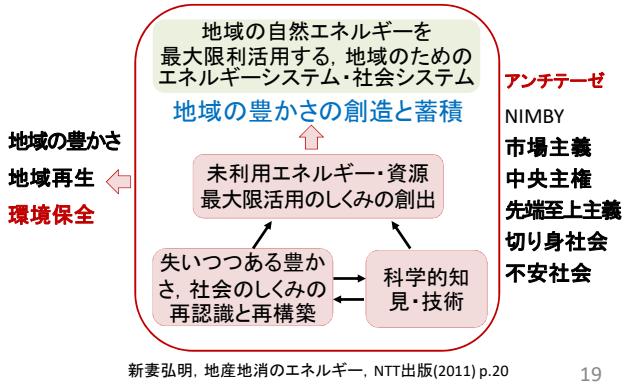 地域の自然エネルギーを
最大限利活用する, 地域のための
エネルギーシステム・社会システム
地域の豊かさの創造と蓄積
地域の豊かさ
地域再生
環境保全
未利用エネルギー・資源
最大限活用のしくみの創出
失いつつある豊か
さ, 社会のしくみの
再認識と再構築
科学的知
見・技術
アンチテーゼ
NIMBY
市場主義
中央主権
先端至上主義
切り身社会
不安社会
新妻弘明, 地産地消のエネルギー, NTT出版(2011) p.20
19